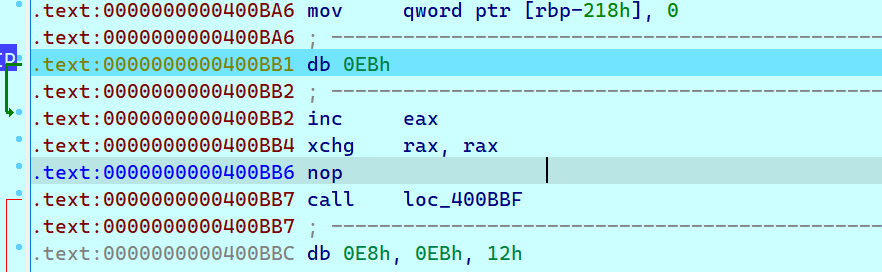 .text:0000000000400BA6 mov     qword ptr [rbp-218h], 0
.text:0000000000400BA6 ; ---------------------------------------------
.text:0000000000400BB1 db 0EBh
.text:0000000000400BB2 ; ---------------------------------------------
.text:0000000000400BB2 inc     eax
.text:0000000000400BB4 xchg    rax, rax
.text:0000000000400BB6 nop
.text:0000000000400BB7 call    loc_400BBF
.text:0000000000400BB7 ; ---------------------------------------------
.text:0000000000400BBC db 0E8h, 0EBh, 12h